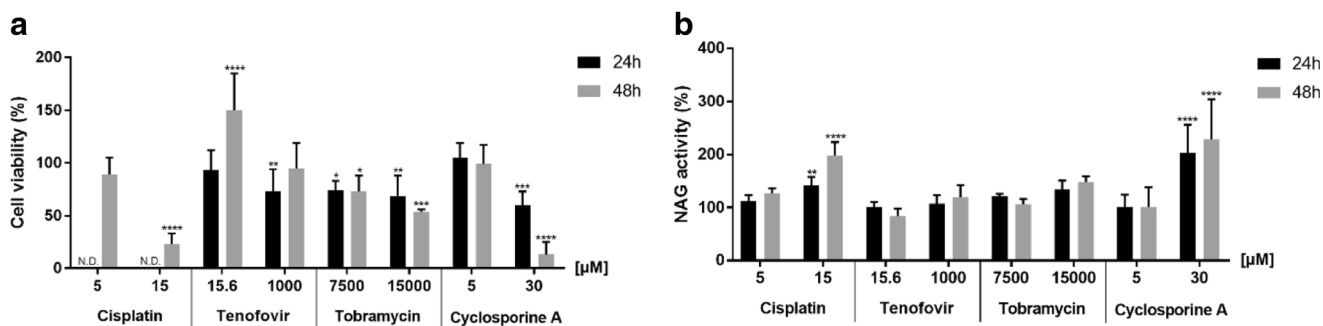 a
Cell viability (%)
200
150
100
50
0
24h
48h
N.D. N.D.
**** **** ** * * ** *** *** ****
5 15 15.6 1000 7500 15000 5 30 [µM]
Cisplatin Tenofovir Tobramycin Cyclosporine A
b
NAG activity (%)
400
300
200
100
0
24h
48h
** **** **** ****
5 15 15.6 1000 7500 15000 5 30 [µM]
Cisplatin Tenofovir Tobramycin Cyclosporine A